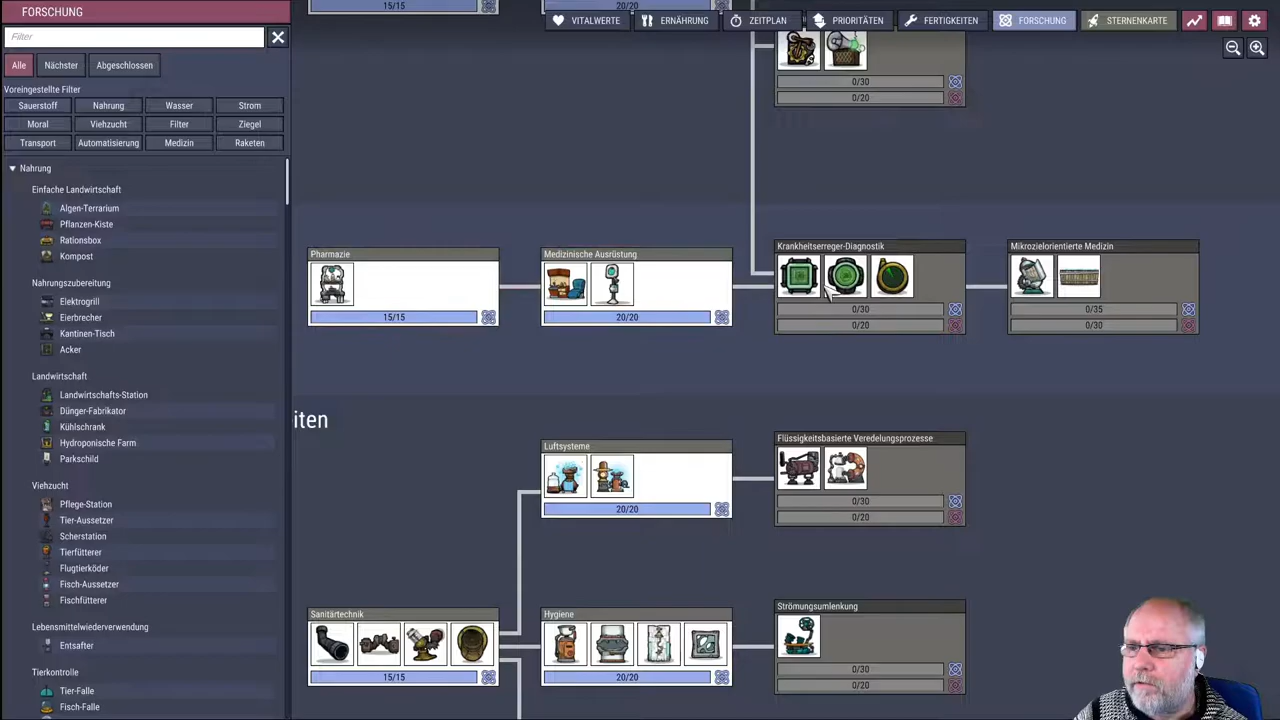 FORSCHUNG
VITALWERTE
ERNÄHRUNG
ZEITPLAN
PRIORITÄTEN
FERTIGKEITEN
FORSCHUNG
STERNENKARTE
Filter
Alle
Nächster
Abgeschlossen
Voreingestellte Filter
Sauerstoff
Nahrung
Wasser
Strom
Moral
Viehzucht
Filter
Ziegel
Transport
Automatisierung
Medizin
Raketen
Nahrung
Einfache Landwirtschaft
Algen-Terrarium
Pflanzen-Kiste
Rationsbox
Kompost
Nahrungszubereitung
Elektrogrill
Eierbrecher
Kantinen-Tisch
Acker
Landwirtschaft
Landwirtschafts-Station
Dünger-Fabrikator
Kühlschrank
Hydroponische Farm
Parkschild
Viehzucht
Pflege-Station
Tier-Aussetzer
Scherstation
Tierfütterer
Flugtierköder
Fisch-Aussetzer
Fischfütterer
Lebensmittelwiederverwendung
Entsafter
Tierkontrolle
Tier-Falle
Fisch-Falle
15/15
20/20
0/30
0/20
Pharmazie
15/15
Medizinische Ausrüstung
20/20
Krankheitserreger-Diagnostik
0/30
0/20
Mikrozielorientierte Medizin
0/35
0/30
iten
Luftsysteme
20/20
Flüssigkeitsbasierte Veredelungsprozesse
0/30
0/20
Sanitärtechnik
15/15
Hygiene
20/20
Strömungsumlenkung
0/30
0/20